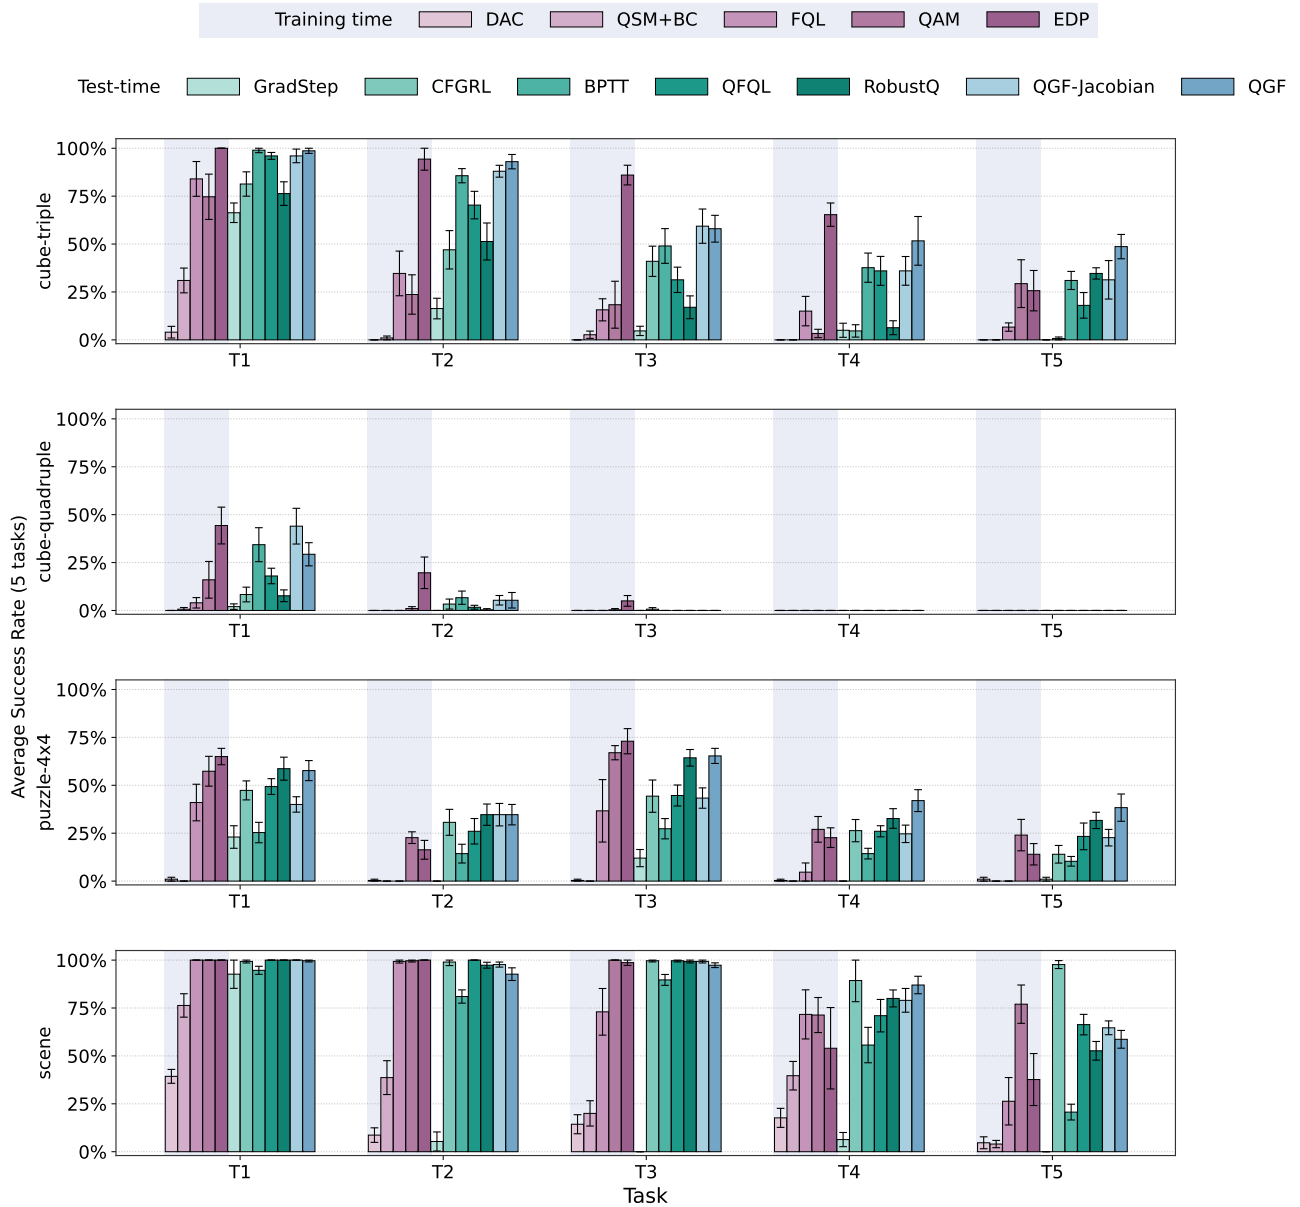 Training time DAC QSM+BC FQL QAM EDP
Test-time GradStep CFGRL BPTT QFQL RobustQ QGF-Jacobian QGF
Average Success Rate (5 tasks)
cube-triple
100%
75%
50%
25%
0%
T1 T2 T3 T4 T5
cube-quadruple
100%
75%
50%
25%
0%
T1 T2 T3 T4 T5
puzzle-4x4
100%
75%
50%
25%
0%
T1 T2 T3 T4 T5
scene
100%
75%
50%
25%
0%
T1 T2 T3 T4 T5
Task